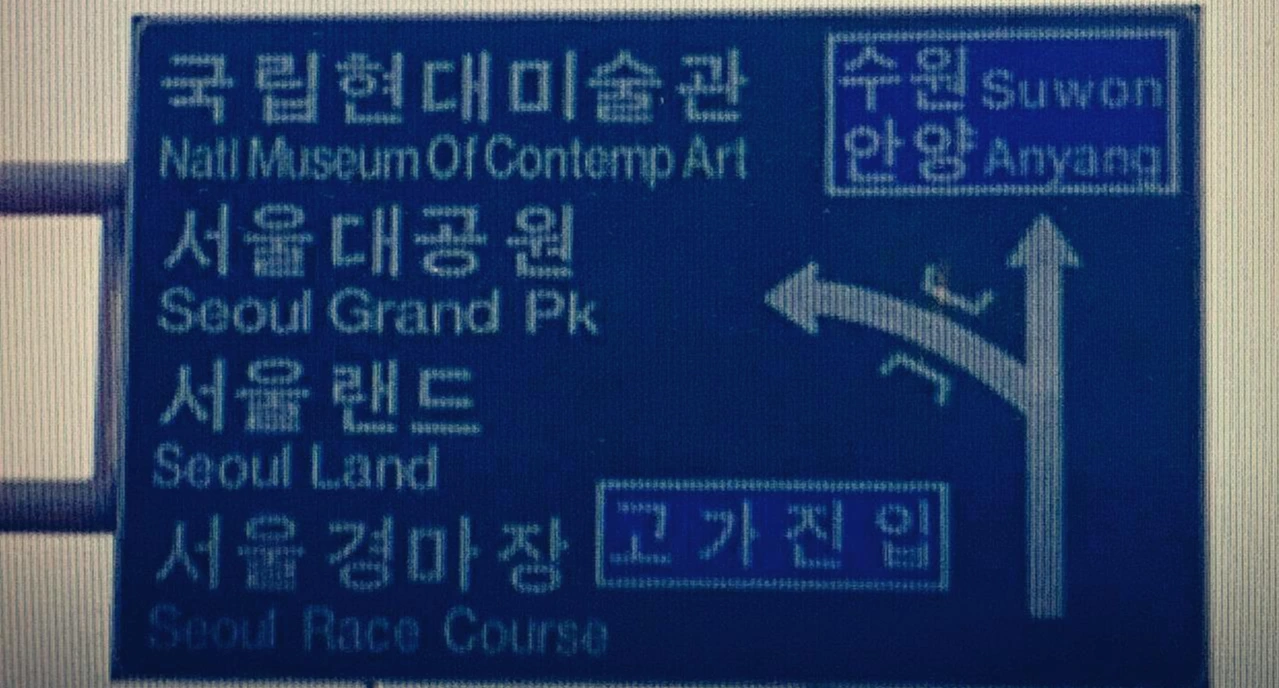 국립현대미술관
Natl Museum Of Contemp Art
서울대공원
Seoul Grand Pk
서울랜드
Seoul Land
서울경마장
Seoul Race Course
고가진입
수원 Suwon
안양 Anyang